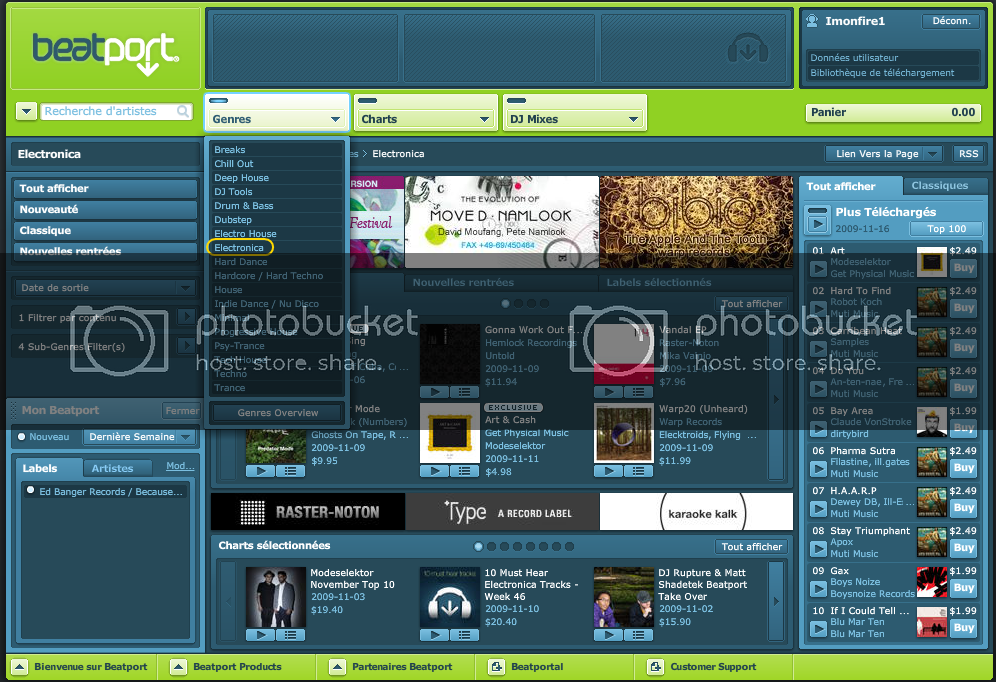 beatport
Imonfire1
Déconn.
Données utilisateur
Bibliothèque de téléchargement
Recherche d'artistes
Genres
Charts
DJ Mixes
Panier 0.00
Electronica
> Electronica
Lien Vers la Page
RSS
Tout afficher
Nouveauté
Classique
Nouvelles rentrées
Date de sortie
1 Filtrer par contenu
4 Sub-Genres Filter(s)
Mon Beatport
Fermer
Nouveau
Dernière Semaine
Labels
Artistes
Mod...
Ed Banger Records / Because...
Breaks
Chill Out
Deep House
DJ Tools
Drum & Bass
Dubstep
Electro House
Electronica
Hard Dance
Hardcore / Hard Techno
House
Indie Dance / Nu Disco
Minimal
Progressive House
Psy-Trance
Tech House
Techno
Trance
Genres Overview
Festival
THE EVOLUTION OF
MOVE D - NAMLOOK
David Moufang, Pete Namlook
FAX +49-69/450464
bibio
The Apple And The Tooth
warp records
Nouvelles rentrées
Labels sélectionnés
Tout afficher
photobucket
host. store. share.
photobucket
host. store. share.
Gonna Work Out F...
Hemlock Recordings
Untold
2009-11-09
$11.94
Vandal EP
Raster-Noton
Mika Vainio
2009-11-09
$7.96
Ghosts On Tape, R ...
2009-11-09
$9.95
EXCLUSIVE
Art & Cash
Get Physical Music
Modeselektor
2009-11-11
$4.98
Warp20 (Unheard)
Warp Records
Elecktroids, Flying ...
2009-11-09
$11.99
RASTER-NOTON
Type A RECORD LABEL
karaoke kalk
Charts sélectionnées
Tout afficher
Modeselektor
November Top 10
2009-11-03
$19.40
10 Must Hear
Electronica Tracks -
Week 46
2009-11-10
$20.40
DJ Rupture & Matt
Shadetek Beatport
Take Over
2009-11-02
$15.90
Tout afficher
Classiques
Plus Téléchargés
2009-11-16
Top 100
01 Art $2.49
Modeselektor
Get Physical Music
Buy
02 Hard To Find $2.49
Robot Koch
Muti Music
Buy
03 Carribean Heat $2.49
Samples
Muti Music
Buy
04 Do You $2.49
An-ten-nae, Fre ...
Muti Music
Buy
05 Bay Area $1.99
Claude VonStroke
dirtybird
Buy
06 Pharma Sutra $2.49
Filastine, ill.gates
Muti Music
Buy
07 H.A.A.R.P $2.49
Dewey DB, Ill-E...
Muti Music
Buy
08 Stay Triumphant $2.49
Apox
Muti Music
Buy
09 Gax $1.99
Boys Noize
Boysnoize Records
Buy
10 If I Could Tell ... $1.99
Blu Mar Ten
Blu Mar Ten
Buy
Bienvenue sur Beatport
Beatport Products
Partenaires Beatport
Beatportal
Customer Support